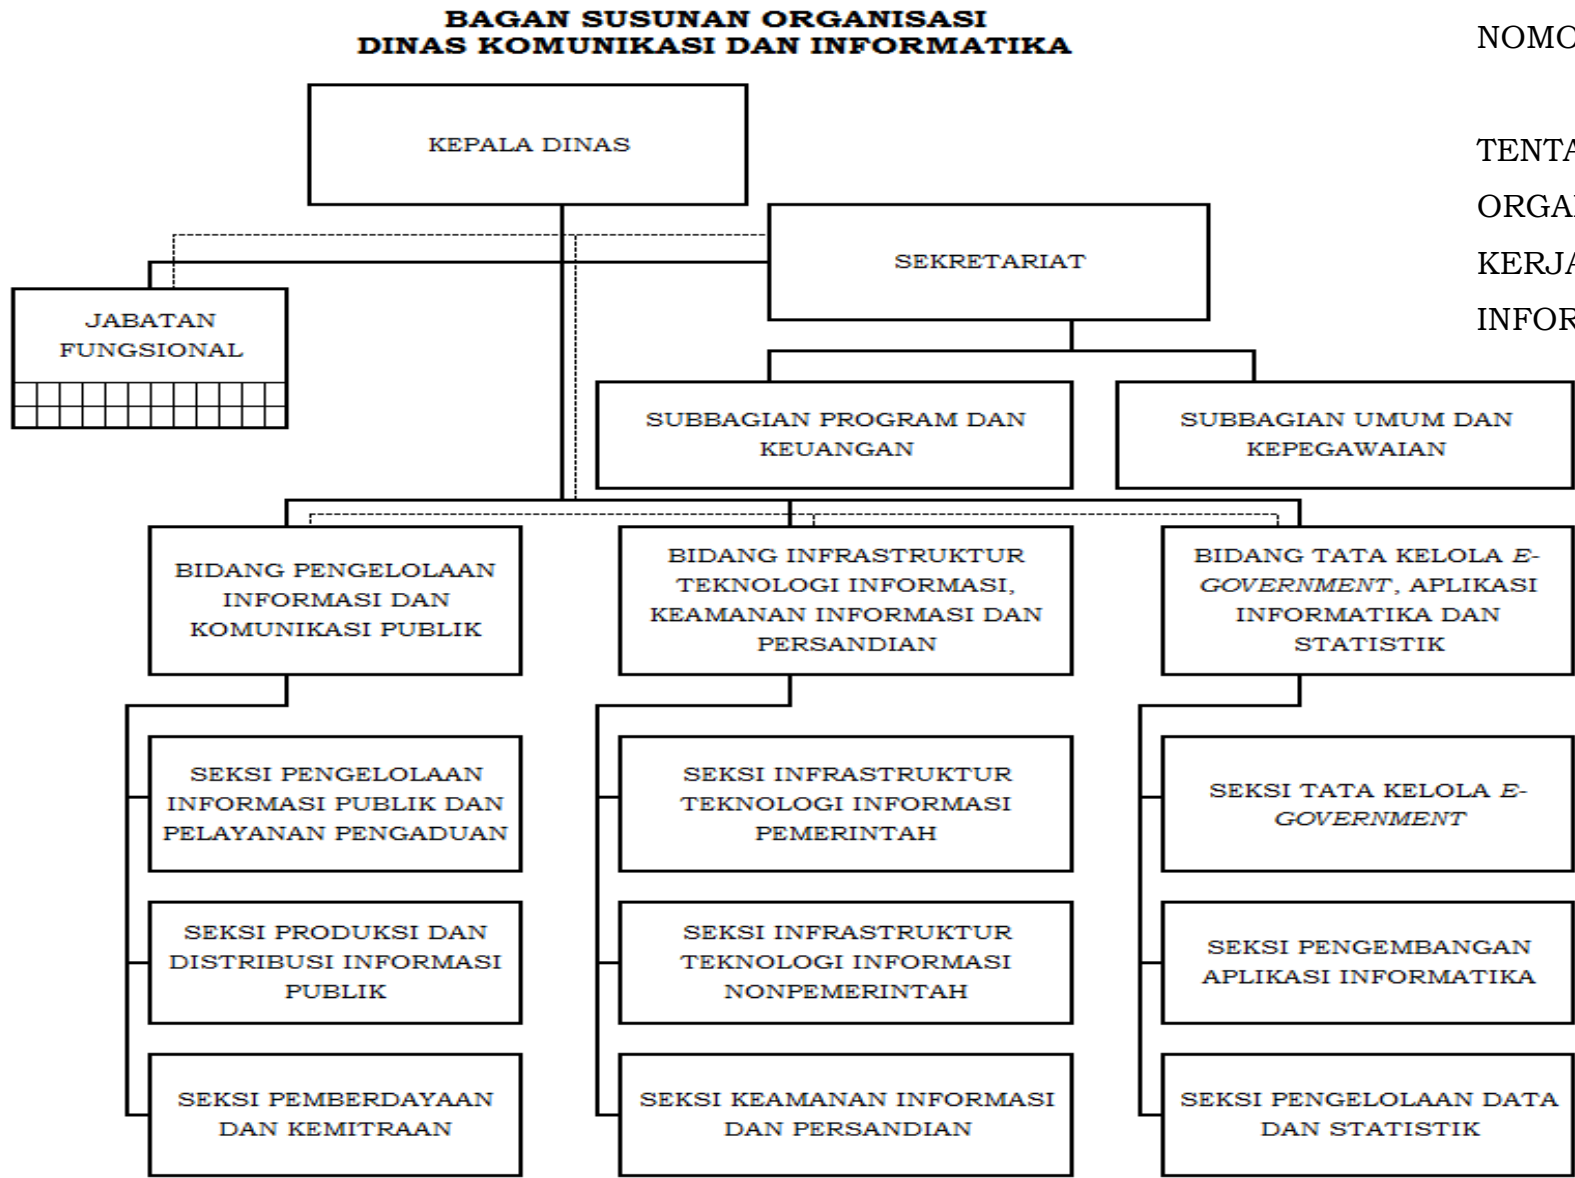 BAGAN SUSUNAN ORGANISASI
DINAS KOMUNIKASI DAN INFORMATIKA
KEPALA DINAS
SEKRETARIAT
JABATAN
FUNGSIONAL
SUBBAGIAN PROGRAM DAN
KEUANGAN
SUBBAGIAN UMUM DAN
KEPEGAWAIAN
BIDANG PENGELOLAAN
INFORMASI DAN
KOMUNIKASI PUBLIK
BIDANG INFRASTRUKTUR
TEKNOLOGI INFORMASI,
KEAMANAN INFORMASI DAN
PERSANDIAN
BIDANG TATA KELOLA E-
GOVERNMENT, APLIKASI
INFORMATIKA DAN
STATISTIK
SEKSI PENGELOLAAN
INFORMASI PUBLIK DAN
PELAYANAN PENGADUAN
SEKSI INFRASTRUKTUR
TEKNOLOGI INFORMASI
PEMERINTAH
SEKSI TATA KELOLA E-
GOVERNMENT
SEKSI PRODUKSI DAN
DISTRIBUSI INFORMASI
PUBLIK
SEKSI INFRASTRUKTUR
TEKNOLOGI INFORMASI
NONPEMERINTAH
SEKSI PENGEMBANGAN
APLIKASI INFORMATIKA
SEKSI PEMBERDAYAAN
DAN KEMITRAAN
SEKSI KEAMANAN INFORMASI
DAN PERSANDIAN
SEKSI PENGELOLAAN DATA
DAN STATISTIK
KERJA